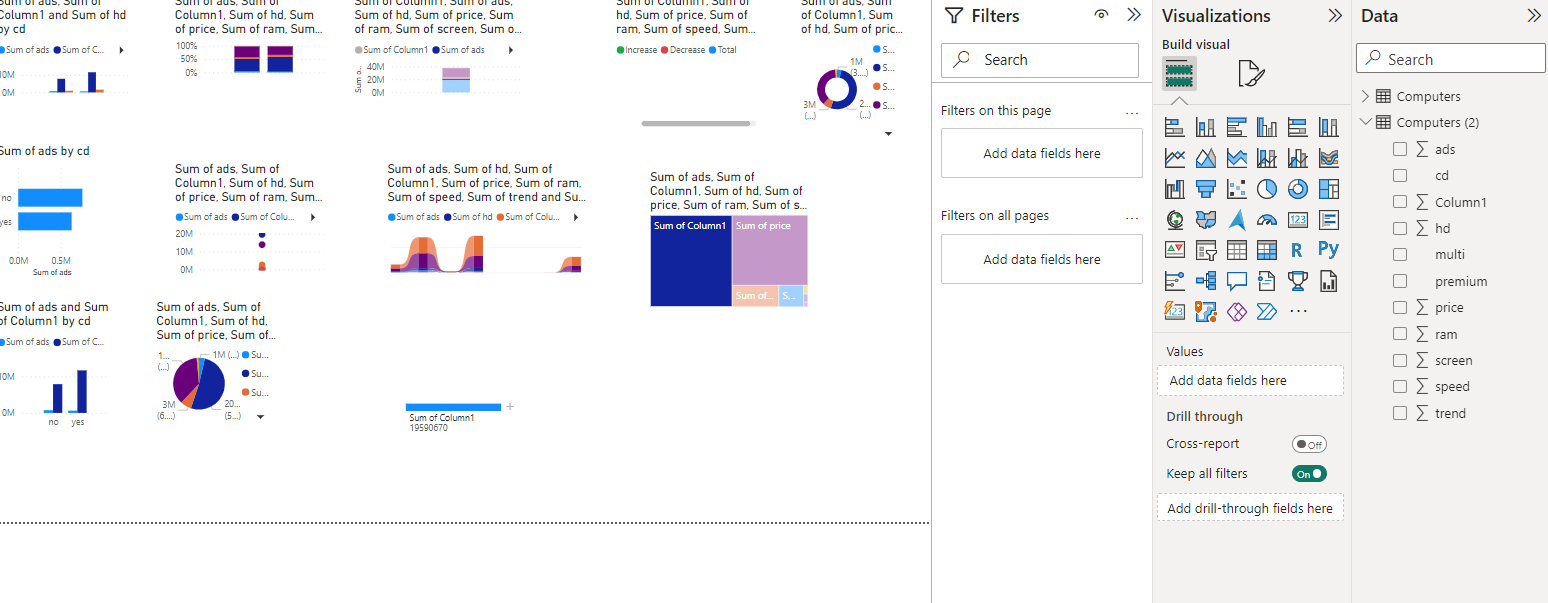 Sum of ads, Sum of
Column1 and Sum of hd
by cd
Sum of ads Sum of C...
0M
Sum of ads, Sum of
Column1, Sum of hd, Sum
of price, Sum of ram, Sum...
100%
50%
0%
Sum of Column1, Sum of ads,
Sum of hd, Sum of price, Sum
of ram, Sum of screen, Sum o...
Sum of Column1 Sum of ads
Sum o...
40M
20M
0M
Sum of ads, Sum of Column1, Sum of
hd, Sum of price, Sum of
ram, Sum of speed, Sum...
Increase Decrease Total
Sum of ads, Sum
of Column1, Sum
of hd, Sum of pric...
1M
(3....)
3M
(...)
2...
(...)
S...
S...
S...
S...
Sum of ads by cd
no
yes
0.0M 0.5M
Sum of ads
Sum of ads, Sum of
Column1, Sum of hd, Sum
of price, Sum of ram, Sum...
Sum of ads Sum of Colu...
20M
10M
0M
Sum of ads, Sum of hd, Sum of
Column1, Sum of price, Sum of ram,
Sum of speed, Sum of trend and Su...
Sum of ads Sum of hd Sum of Colu...
Sum of ads, Sum of
Column1, Sum of hd, Sum of
price, Sum of ram, Sum of s...
Sum of Column1
Sum of price
Sum of...
S...
Sum of ads and Sum
of Column1 by cd
Sum of ads Sum of C...
0M
no yes
Sum of ads, Sum of
Column1, Sum of hd,
Sum of price, Sum of...
1...
(...)
1M (...)
3M
(6....)
20...
(5...)
Su...
Su...
Su...
Sum of Column1
19590670
Filters
Search
Filters on this page
...
Add data fields here
Filters on all pages
...
Add data fields here
Visualizations
Build visual
123
R
Py
123
...
Values
Add data fields here
Drill through
Cross-report
Off
Keep all filters
On
Add drill-through fields here
Data
Search
Computers
Computers (2)
ads
cd
Column1
hd
multi
premium
price
ram
screen
speed
trend